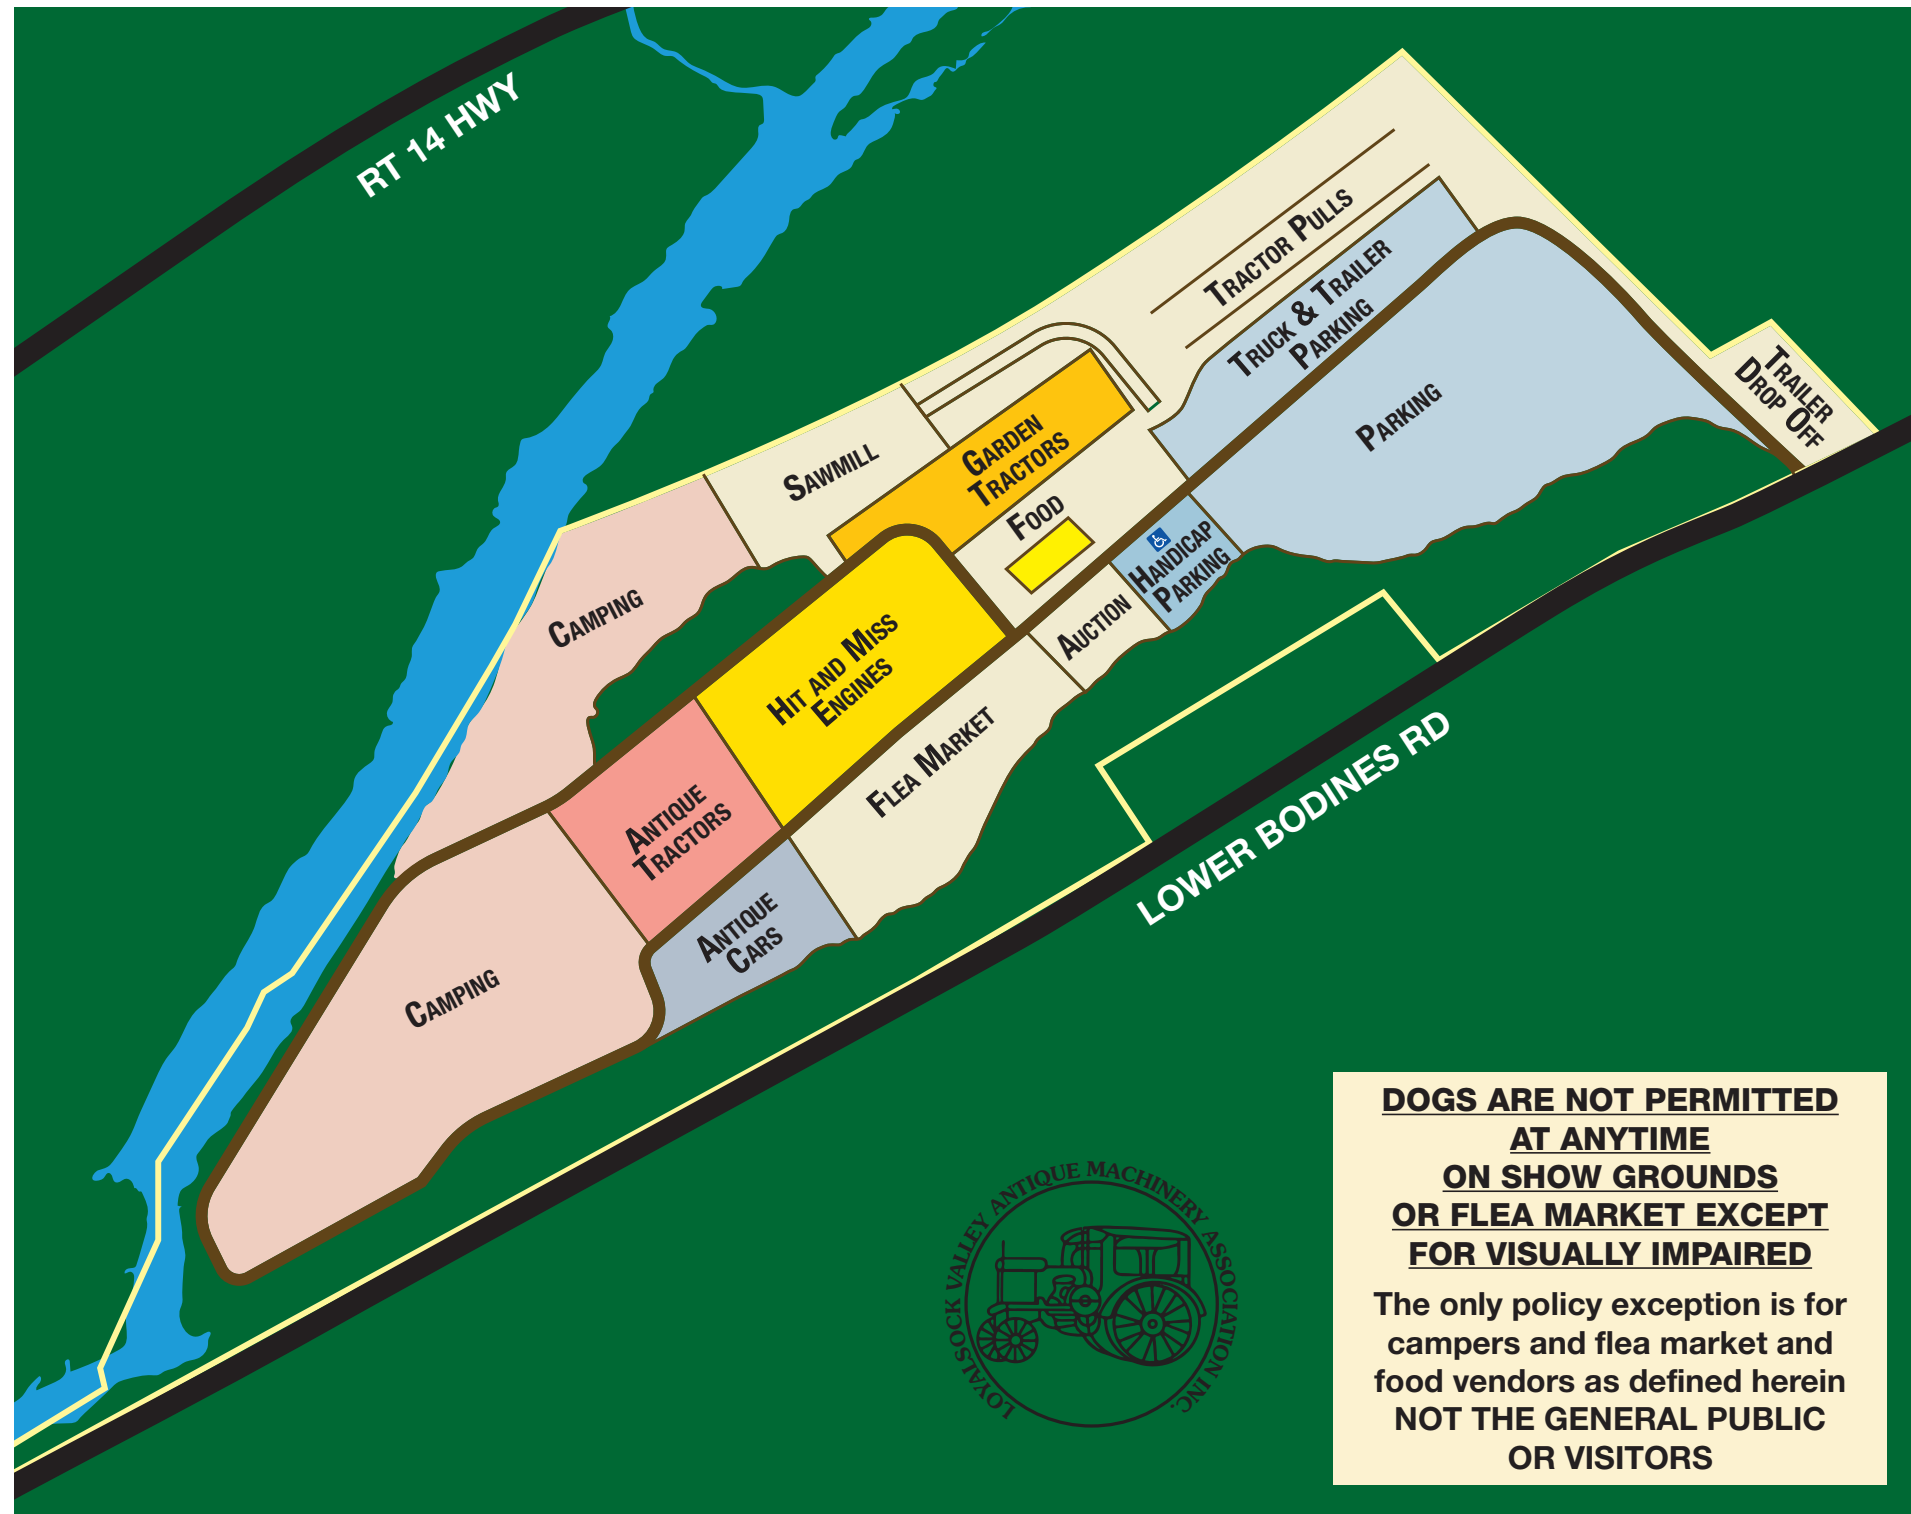 RT 14 HWY
TRACTOR PULLS
TRUCK & TRAILER
PARKING
PARKING
TRAILER
DROP OFF
SAWMILL
GARDEN
TRACTORS
FOOD
HANDICAP
PARKING
AUCTION
CAMPING
HIT AND MISS
ENGINES
FLEA MARKET
ANTIQUE
TRACTORS
ANTIQUE
CARS
CAMPING
LOWER BODINES RD
LOYALSOCK VALLEY ANTIQUE MACHINERY ASSOCIATION INC.
DOGS ARE NOT PERMITTED
AT ANYTIME
ON SHOW GROUNDS
OR FLEA MARKET EXCEPT
FOR VISUALLY IMPAIRED
The only policy exception is for
campers and flea market and
food vendors as defined herein
NOT THE GENERAL PUBLIC
OR VISITORS